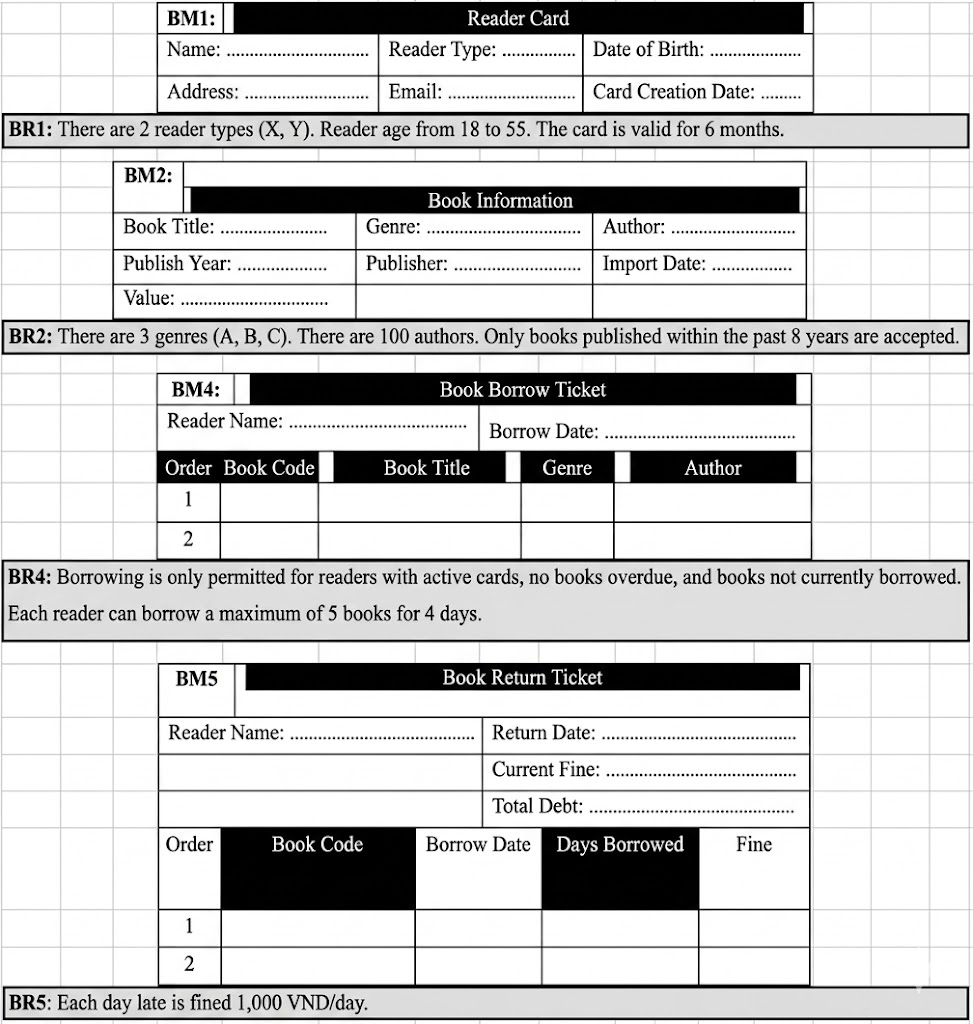 BM1: Reader Card
Name: .............................. Reader Type: ................ Date of Birth: ....................
Address: .......................... Email: ........................... Card Creation Date: .........
BR1: There are 2 reader types (X, Y). Reader age from 18 to 55. The card is valid for 6 months.
BM2:
Book Information
Book Title: ....................... Genre: ................................. Author: ...........................
Publish Year: ................... Publisher: ........................... Import Date: .................
Value: ...............................
BR2: There are 3 genres (A, B, C). There are 100 authors. Only books published within the past 8 years are accepted.
BM4: Book Borrow Ticket
Reader Name: ...................................... Borrow Date: .........................................
Order Book Code Book Title Genre Author
1
2
BR4: Borrowing is only permitted for readers with active cards, no books overdue, and books not currently borrowed.
Each reader can borrow a maximum of 5 books for 4 days.
BM5 Book Return Ticket
Reader Name: ....................................... Return Date: .........................................
Current Fine: ........................................
Total Debt: ............................................
Order Book Code Borrow Date Days Borrowed Fine
1
2
BR5: Each day late is fined 1,000 VND/day.